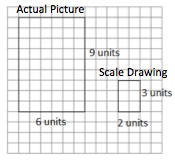 Actual Picture
9 units
Scale Drawing
3 units
6 units
2 units